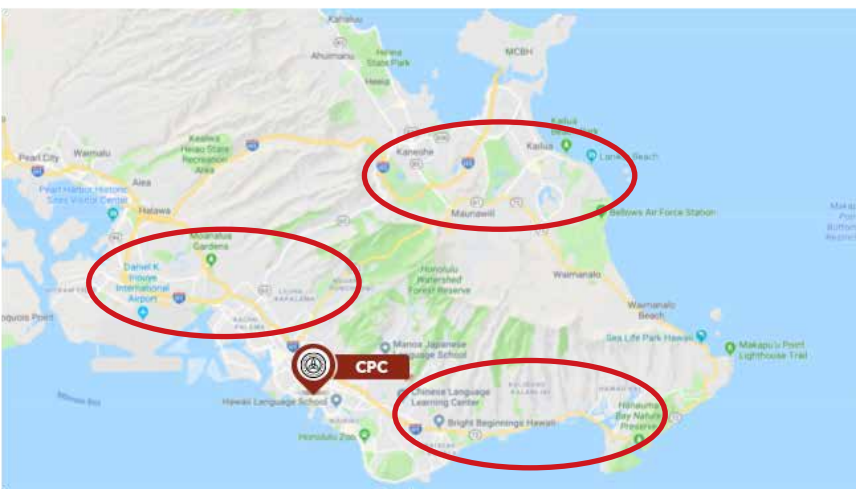 Kahaluu
Ahuimanu
Heeia
State Park
Heeia
MCBH
Keaiwa
Heiau State
Recreation
Area
Pearl City
Waimalu
Aiea
Pearl Harbor Historic
Sites Visitor Center
Halawa
Kaneohe
Kailua
Kailua
Beach Park
Lanikai Beach
Maunawili
Bellows Air Force Station
Moanalua
Gardens
Daniel K.
Inouye
International
Airport
Honolulu
Watershed
Forest Reserve
Waimanalo
Waimanalo
Beach
Sea Life Park Hawaii
Makapu'u Point
Lighthouse Trail
Manoa Japanese
Language School
CPC
Chinese Language
Learning Center
Hawaii Language School
Bright Beginnings Hawaii
Honolulu Zoo
Hanauma
Bay Nature
Preserve